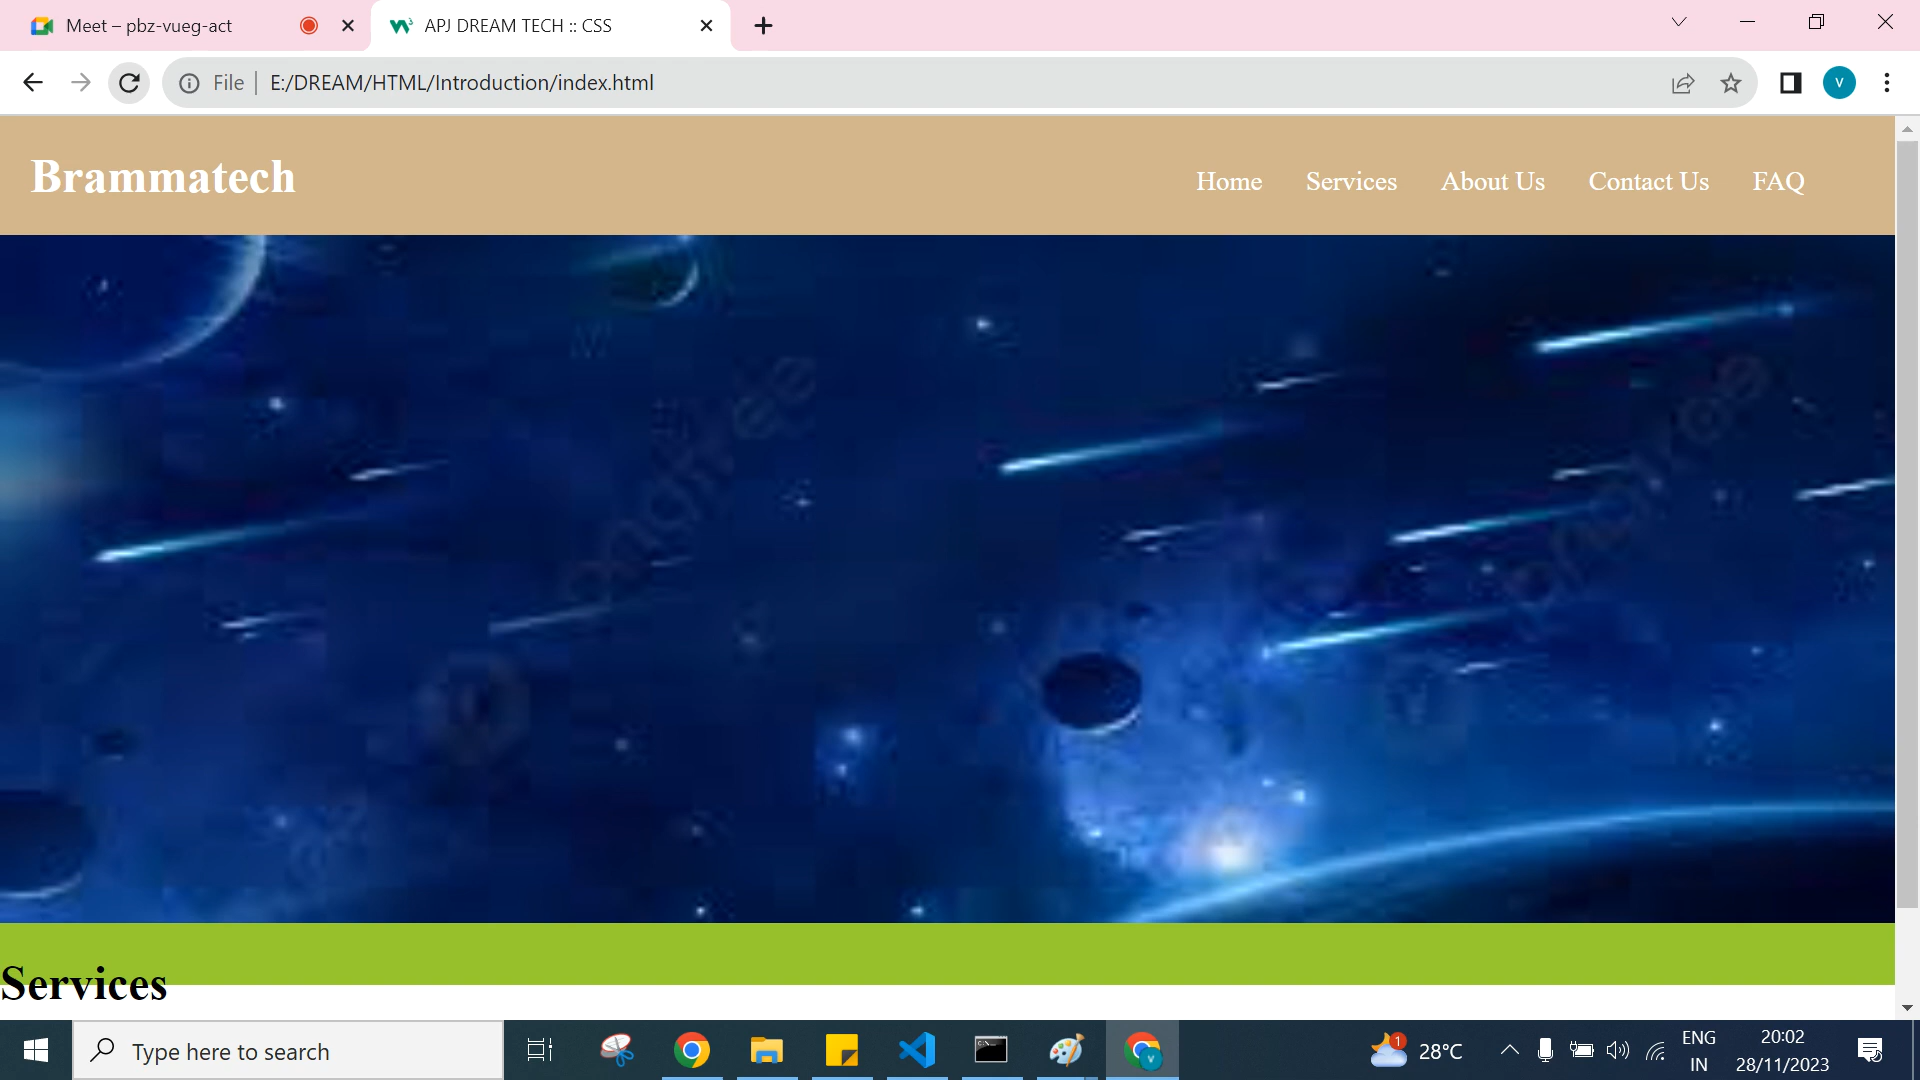 Meet – pbz-vueg-act
APJ DREAM TECH :: CSS
File
E:/DREAM/HTML/Introduction/index.html
V
Brammatech
Home Services About Us Contact Us FAQ
Services
Type here to search
1
28°C
ENG
IN
20:02
28/11/2023